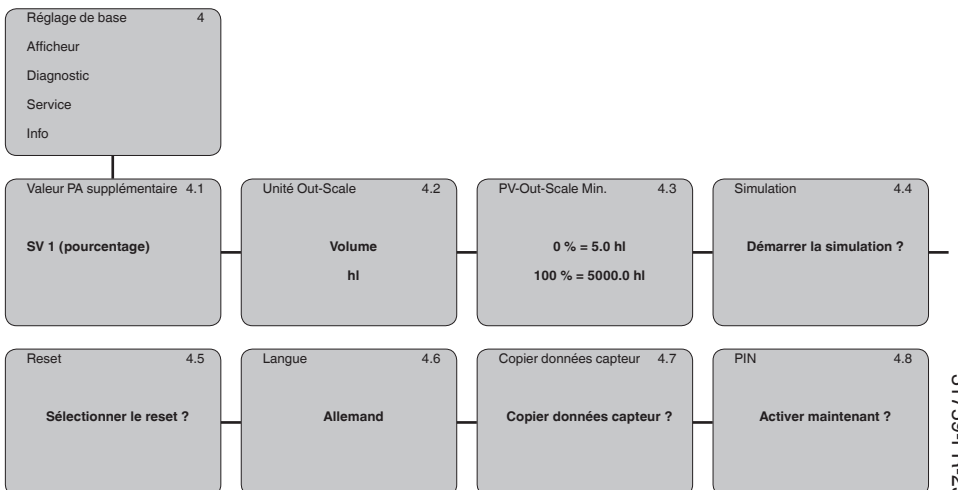 Réglage de base 4
Afficheur
Diagnostic
Service
Info
Valeur PA supplémentaire 4.1
SV 1 (pourcentage)
Unité Out-Scale 4.2
Volume
hl
PV-Out-Scale Min. 4.3
0 % = 5.0 hl
100 % = 5000.0 hl
Simulation 4.4
Démarrer la simulation ?
Reset 4.5
Sélectionner le reset ?
Langue 4.6
Allemand
Copier données capteur 4.7
Copier données capteur ?
PIN 4.8
Activer maintenant ?